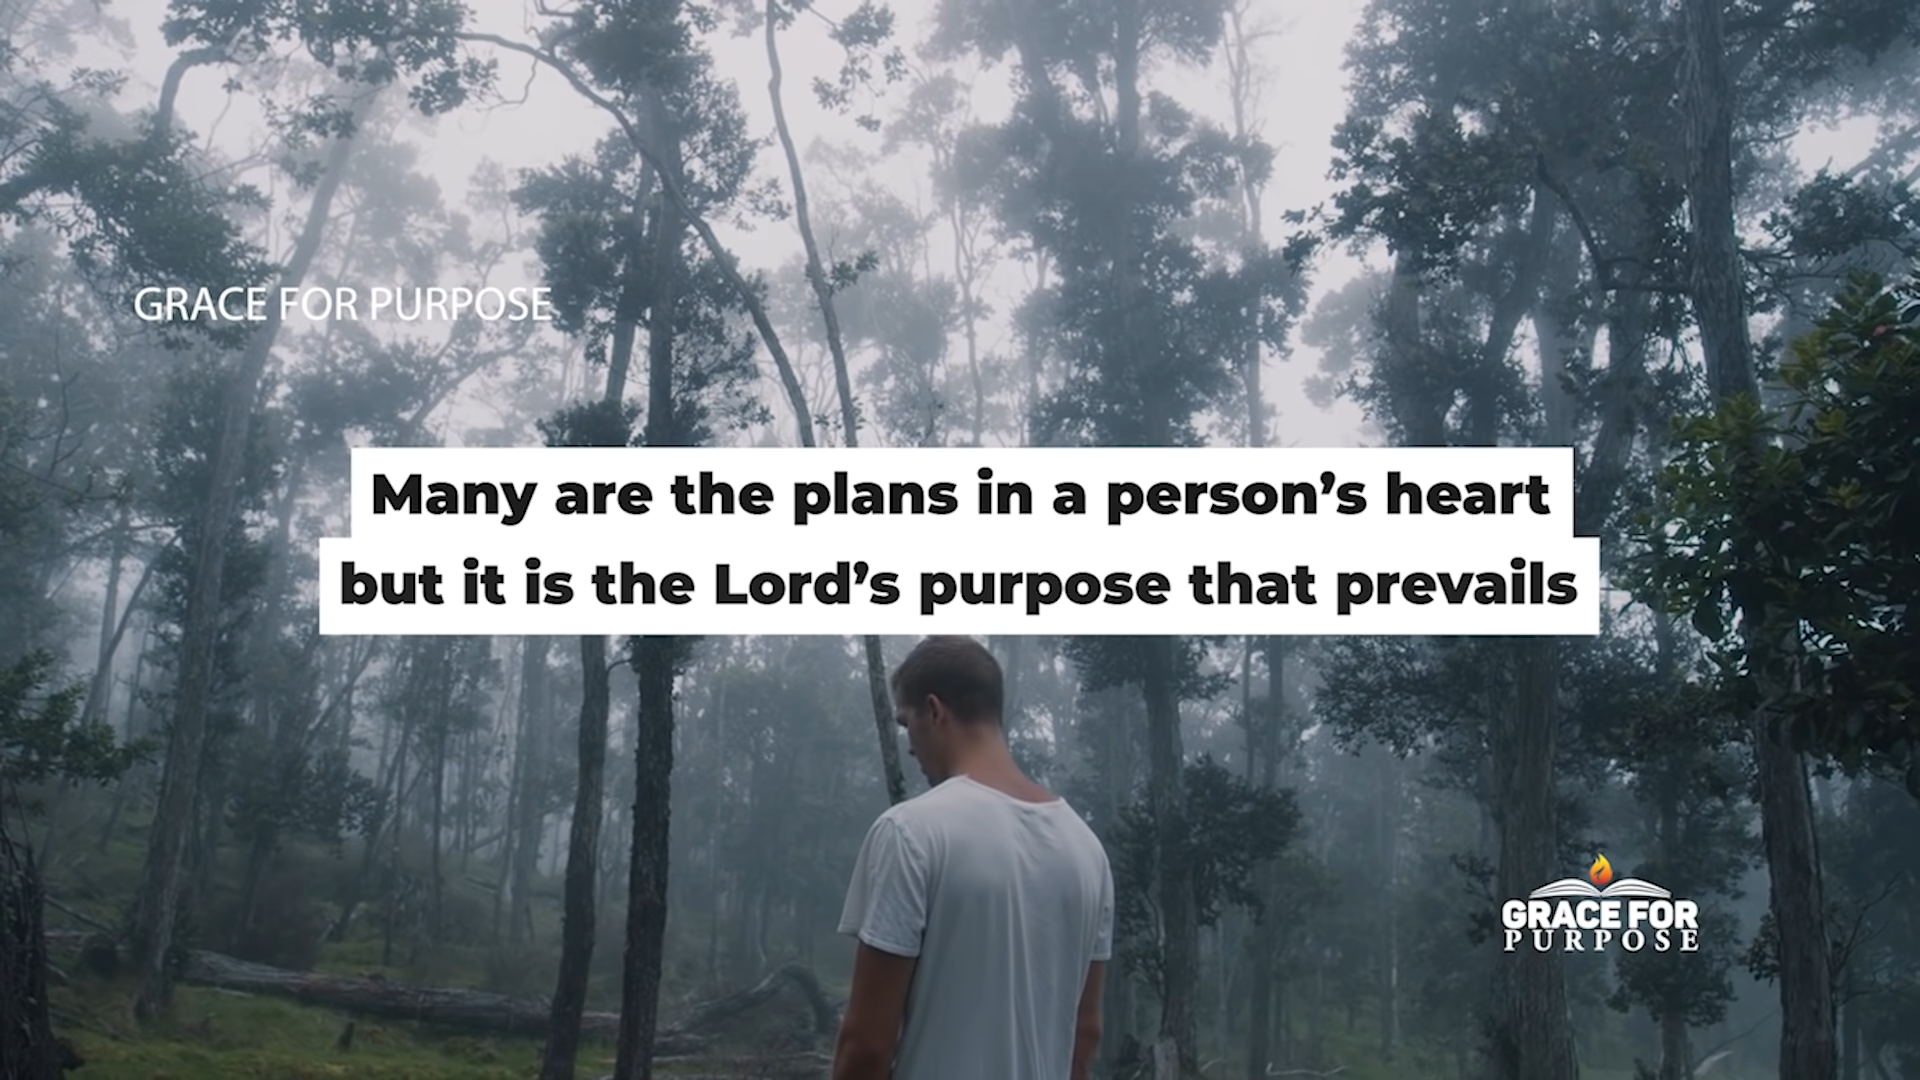 GRACE FOR PURPOSE
Many are the plans in a person’s heart
but it is the Lord’s purpose that prevails
GRACE FOR
PURPOSE